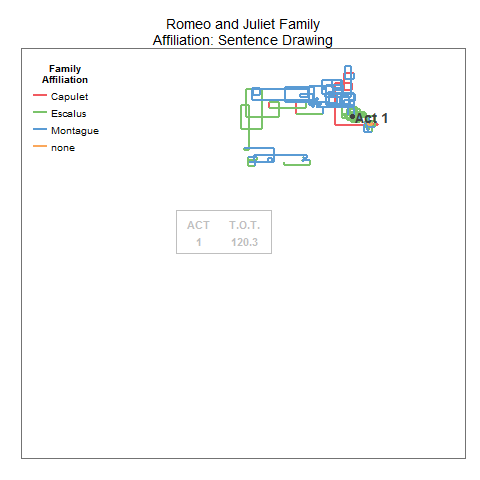 Romeo and Juliet Family
Affiliation: Sentence Drawing
Family
Affiliation
Capulet
Escalus
Montague
none
Act 1
ACT T.O.T.
1 120.3